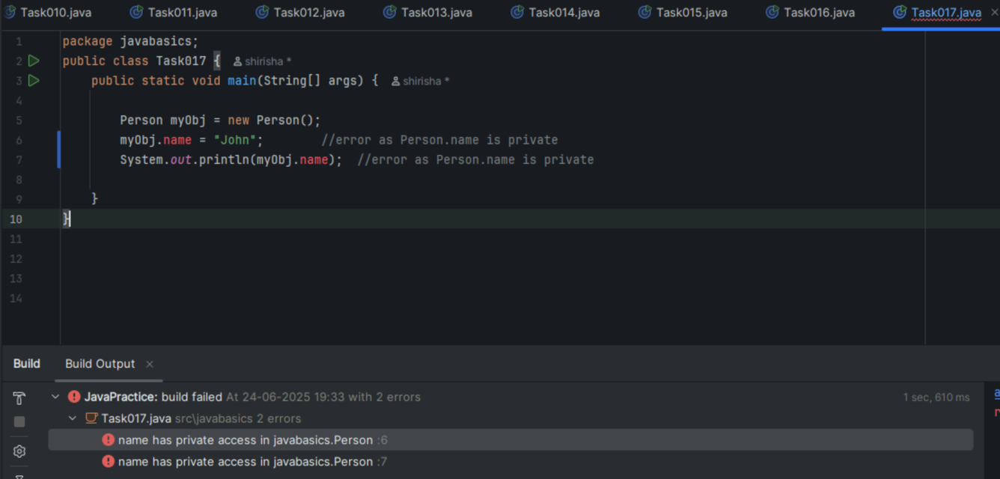 Task010.java Task011.java Task012.java Task013.java Task014.java Task015.java Task016.java Task017.java
1 package javabasics;
2 public class Task017 { shirisha *
3 public static void main(String[] args) { shirisha *
4
5 Person myObj = new Person();
6 myObj.name = "John"; //error as Person.name is private
7 System.out.println(myObj.name); //error as Person.name is private
8
9 }
10 }
11
12
13
14
Build Build Output
JavaPractice: build failed At 24-06-2025 19:33 with 2 errors 1 sec, 610 ms
Task017.java src\javabasics 2 errors
name has private access in javabasics.Person :6
name has private access in javabasics.Person :7